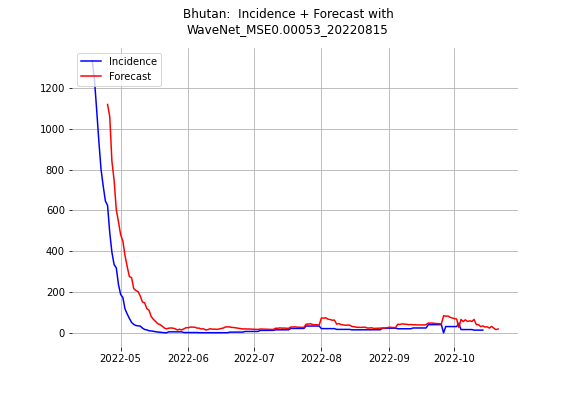 Bhutan:  Incidence + Forecast with
WaveNet_MSE0.00053_20220815
Incidence
Forecast
1200
1000
800
600
400
200
0
2022-05 2022-06 2022-07 2022-08 2022-09 2022-10